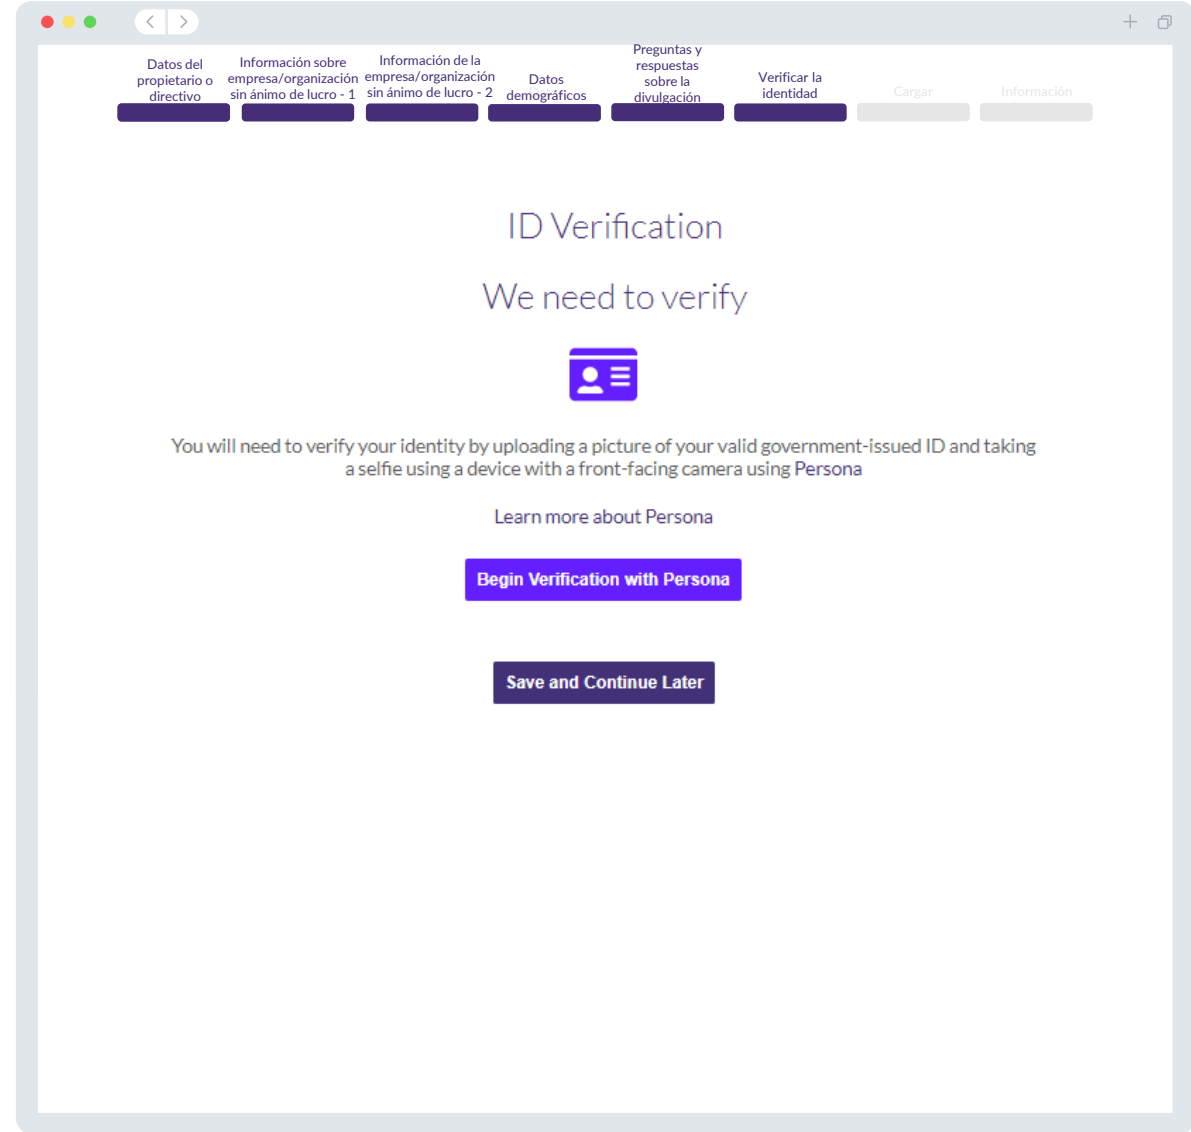 Datos del
propietario o
directivo
Información sobre
empresa/organización
sin ánimo de lucro - 1
Información de la
empresa/organización
sin ánimo de lucro - 2
Datos
demográficos
Preguntas y
respuestas
sobre la
divulgación
Verificar la
identidad
Cargar
Información
ID Verification
We need to verify
You will need to verify your identity by uploading a picture of your valid government-issued ID and taking
a selfie using a device with a front-facing camera using Persona
Learn more about Persona
Begin Verification with Persona
Save and Continue Later